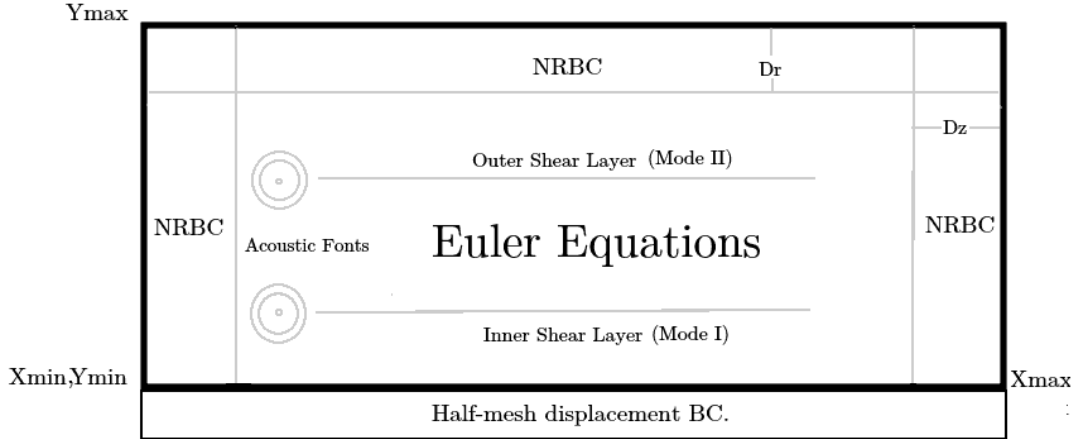 Ymax
NRBC
Dr
Dz
Outer Shear Layer (Mode II)
NRBC
Acoustic Fonts
Euler Equations
NRBC
Inner Shear Layer (Mode I)
Xmin,Ymin
Xmax
Half-mesh displacement BC.